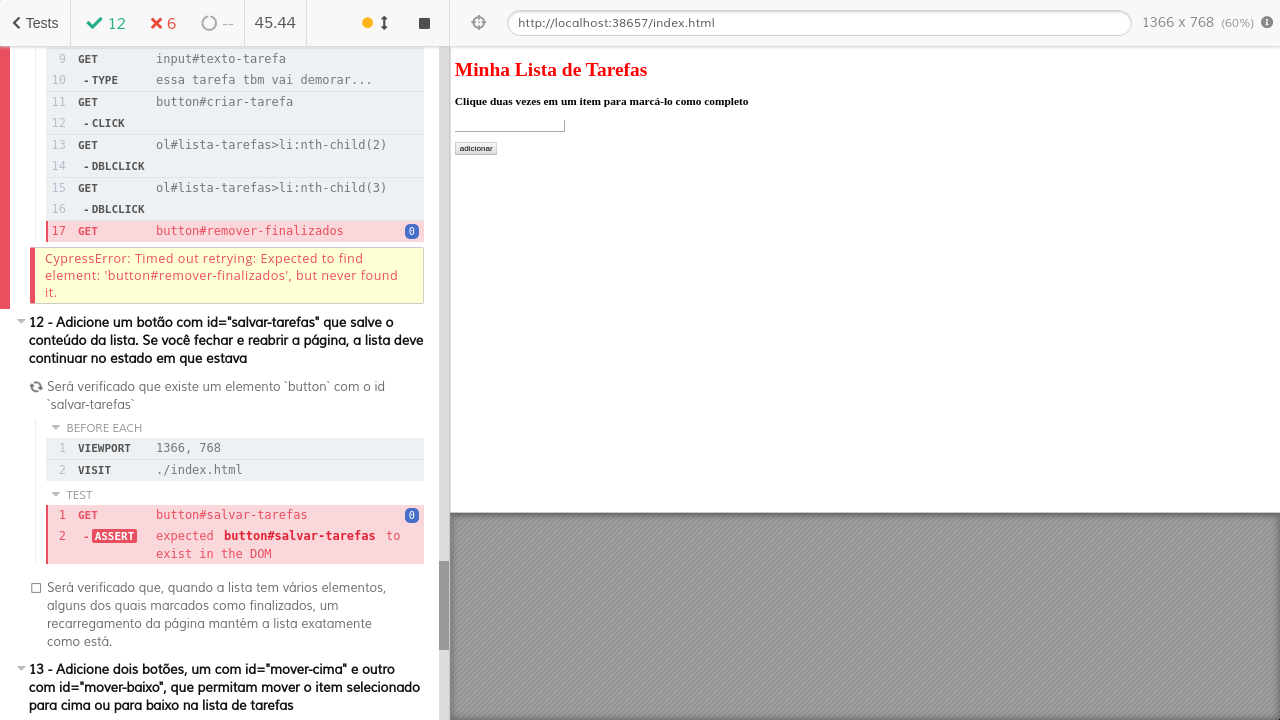 Tests 12 6 -- 45.44
http://localhost:38657/index.html 1366 x 768 (60%)
9 GET input#texto-tarefa
10 - TYPE essa tarefa tbm vai demorar...
11 GET button#criar-tarefa
12 - CLICK
13 GET ol#lista-tarefas>li:nth-child(2)
14 - DBLCLICK
15 GET ol#lista-tarefas>li:nth-child(3)
16 - DBLCLICK
17 GET button#remover-finalizados 0
CypressError: Timed out retrying: Expected to find
element: 'button#remover-finalizados', but never found
it.
12 - Adicione um botão com id="salvar-tarefas" que salve o
conteúdo da lista. Se você fechar e reabrir a página, a lista deve
continuar no estado em que estava
Será verificado que existe um elemento `button` com o id
`salvar-tarefas`
BEFORE EACH
1 VIEWPORT 1366, 768
2 VISIT ./index.html
TEST
1 GET button#salvar-tarefas 0
2 - ASSERT expected button#salvar-tarefas to
exist in the DOM
Será verificado que, quando a lista tem vários elementos,
alguns dos quais marcados como finalizados, um
recarregamento da página mantém a lista exatamente
como está.
13 - Adicione dois botões, um com id="mover-cima" e outro
com id="mover-baixo", que permitam mover o item selecionado
para cima ou para baixo na lista de tarefas
Minha Lista de Tarefas
Clique duas vezes em um item para marcá-lo como completo
adicionar